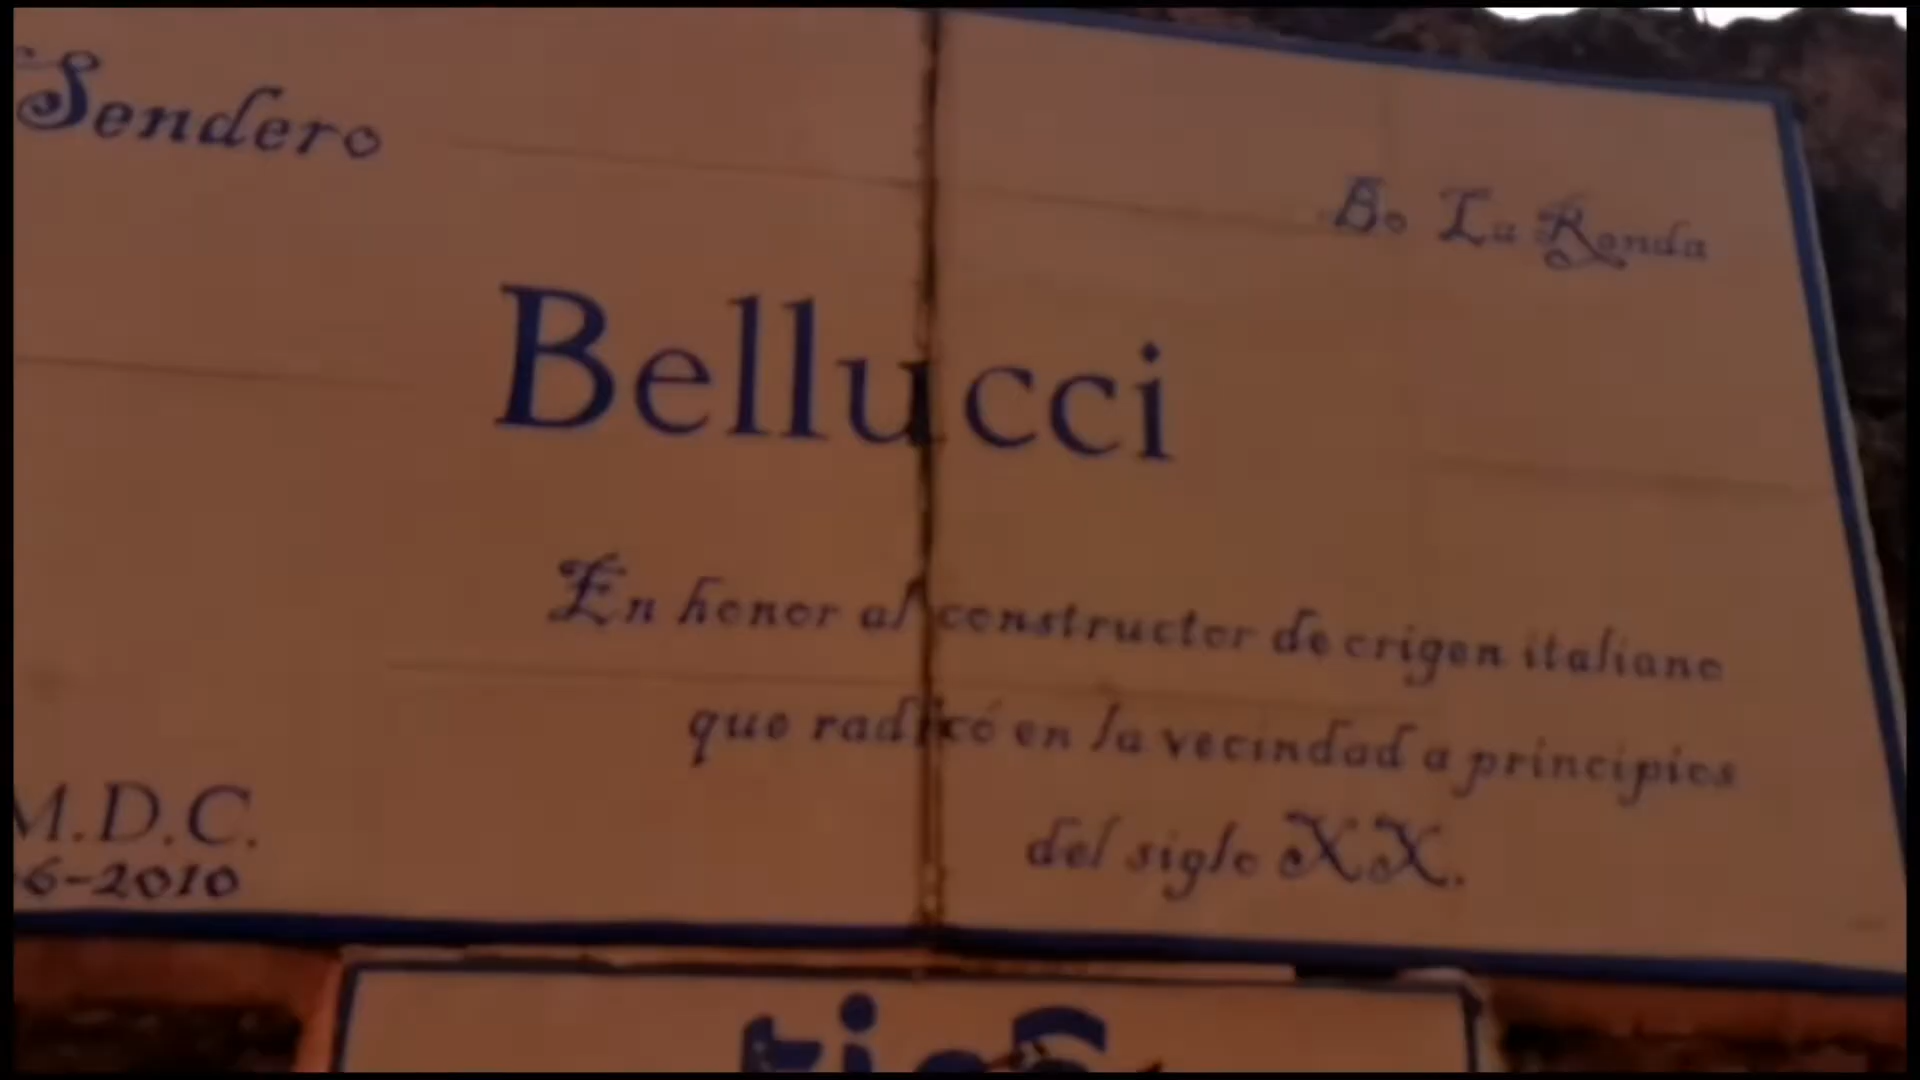 Sendero
Bo La Ronda
Bellucci
En honor al constructor de origen italiano
que radicó en la vecindad a principios
del siglo XX.
M.D.C.
6-2010